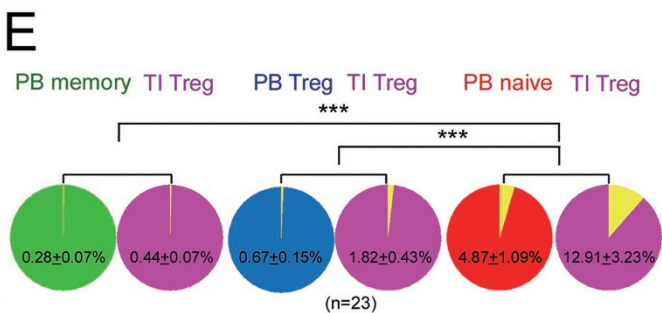 E
PB memory TI Treg PB Treg TI Treg PB naive TI Treg
***
***
0.28±0.07% 0.44±0.07% 0.67±0.15% 1.82±0.43% 4.87±1.09% 12.91±3.23%
(n=23)